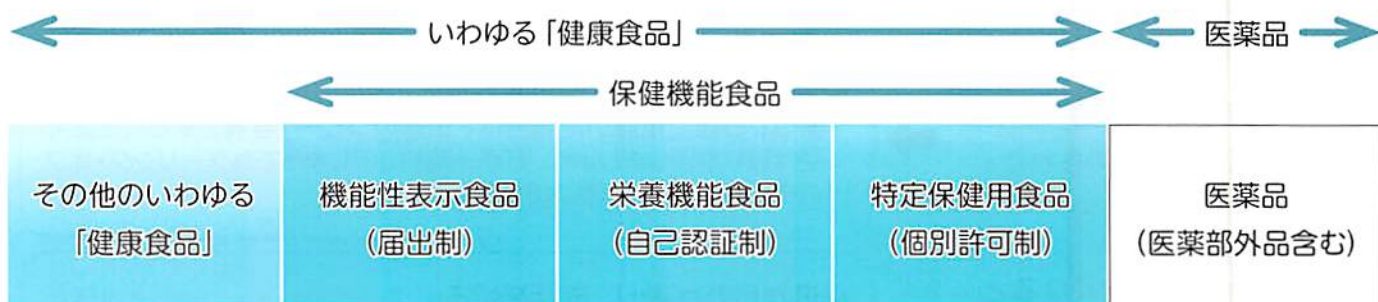 いわゆる「健康食品」
医薬品
保健機能食品
その他のいわゆる
「健康食品」
機能性表示食品
(届出制)
栄養機能食品
(自己認証制)
特定保健用食品
(個別許可制)
医薬品
(医薬部外品含む)